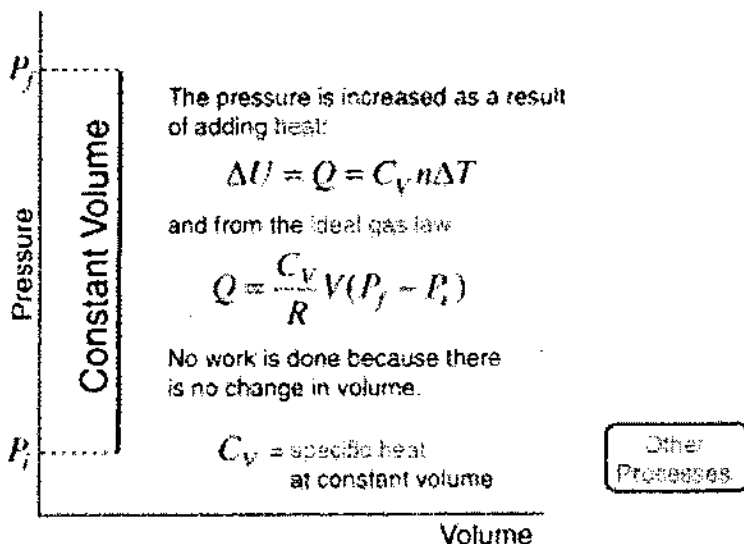 P_f
The pressure is increased as a result
of adding heat:
ΔU = Q = C_V nΔT
and from the ideal gas law
Q = C_V/R V(P_f − P_i)
No work is done because there
is no change in volume.
P_i
C_V = specific heat
at constant volume
Other
Processes
Pressure
Constant Volume
Volume